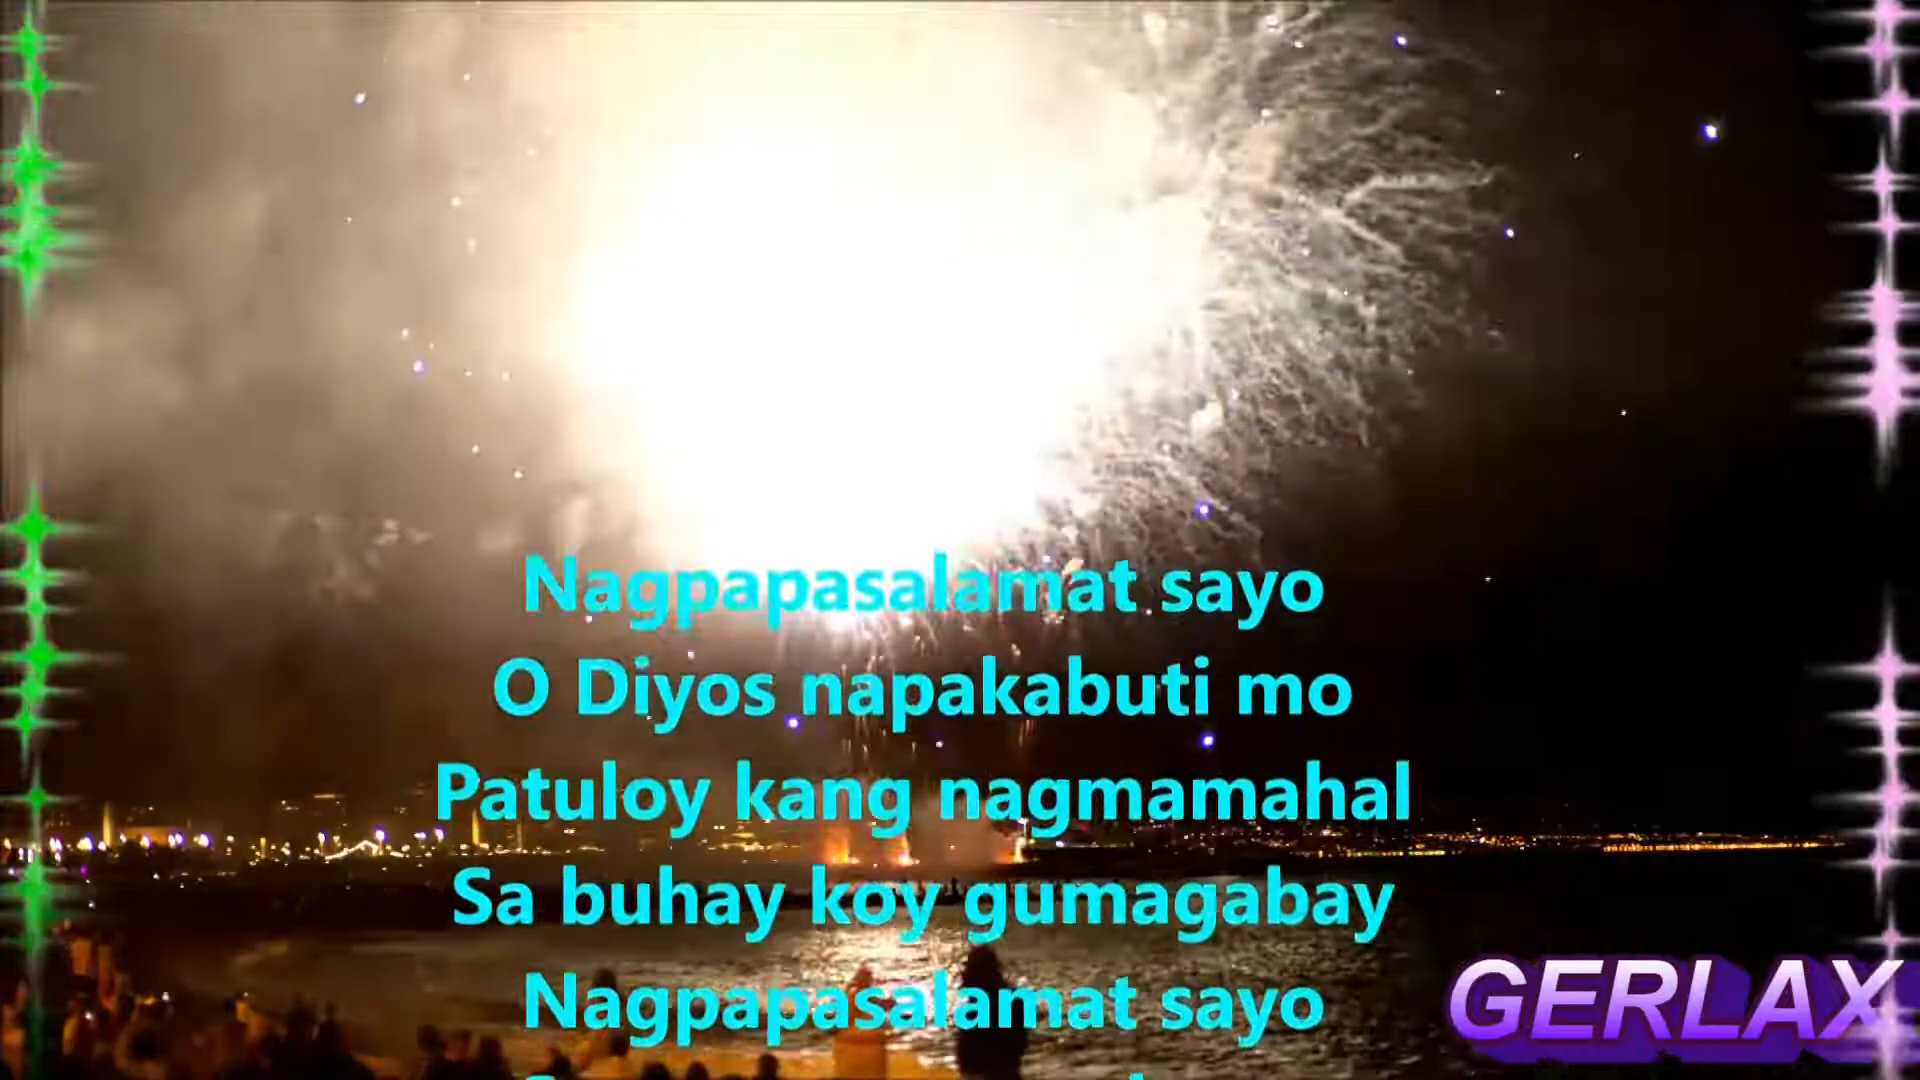 Nagpapasalamat sayo
O Diyos napakabuti mo
Patuloy kang nagmamahal
Sa buhay koy gumagabay
Nagpapasalamat sayo
GERLAX